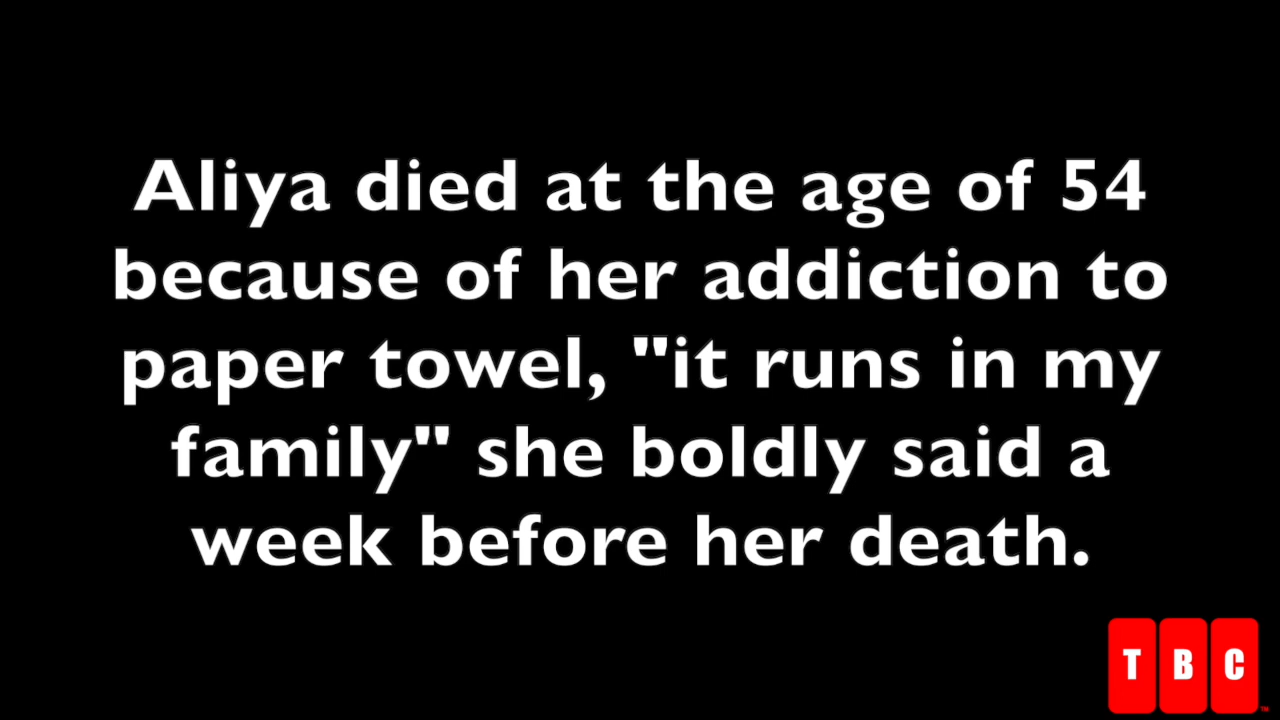 Aliya died at the age of 54
because of her addiction to
paper towel, "it runs in my
family" she boldly said a
week before her death.
T B C
TM